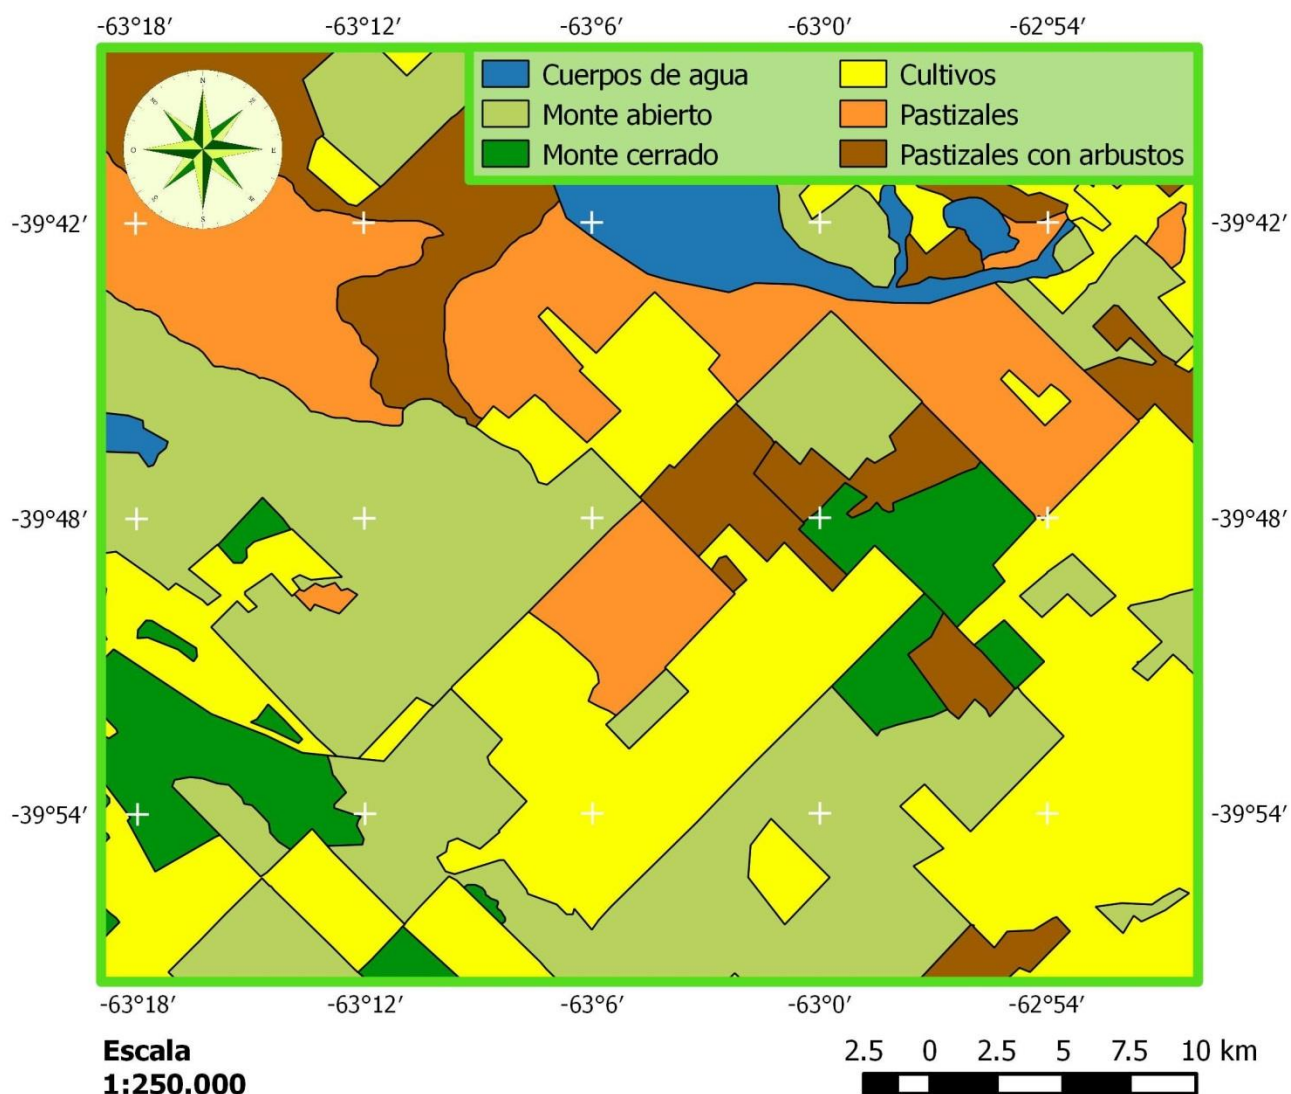 -63°18′ -63°12′ -63°6′ -63°0′ -62°54′
Cuerpos de agua Cultivos
Monte abierto Pastizales
Monte cerrado Pastizales con arbustos
N
O E
S
-39°42′ -39°42′
-39°48′ -39°48′
-39°54′ -39°54′
-63°18′ -63°12′ -63°6′ -63°0′ -62°54′
Escala
1:250.000
2.5 0 2.5 5 7.5 10 km